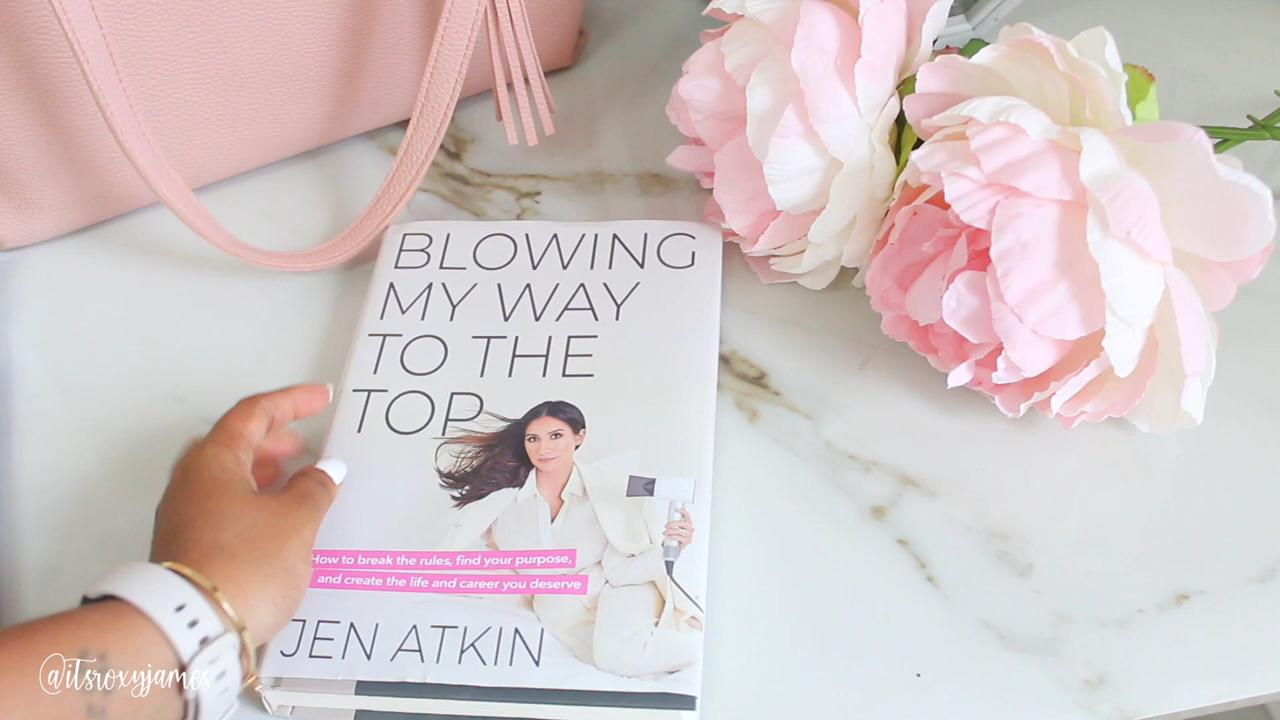 BLOWING
MY WAY
TO THE
TOP
How to break the rules, find your purpose,
and create the life and career you deserve
JEN ATKIN
@itsroxyjames